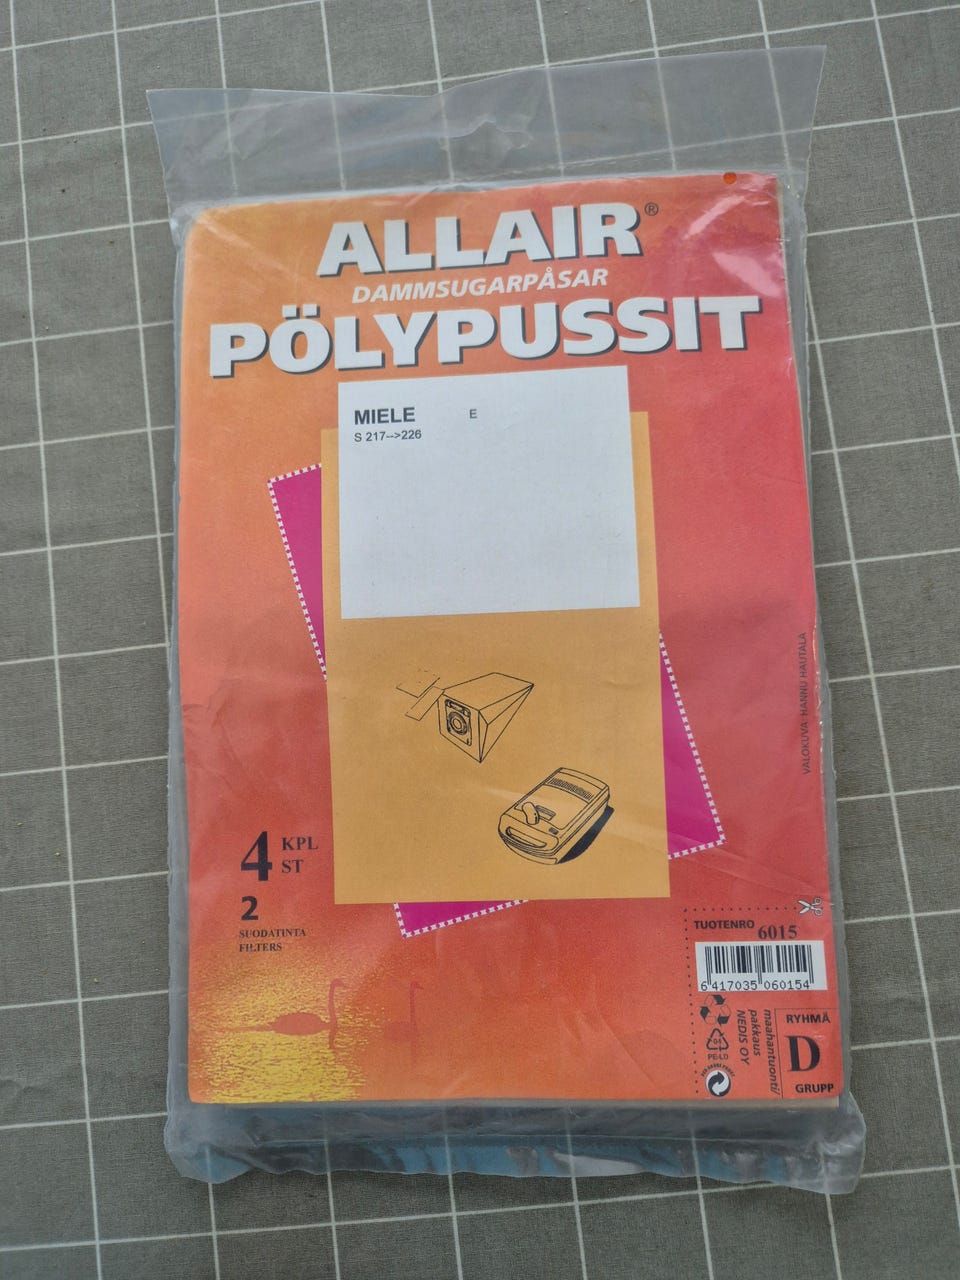 ALLAIR®
DAMMSUGARPÅSAR
PÖLYPUSSIT
MIELE E
S 217-->226
VALOKUVA: HANNU HAUTALA
4 KPL
ST
2
SUODATINTA
FILTERS
TUOTENRO 6015
6 417035 060154
04
PE-LD
maahantuonti/
pakkaus
NEDIS OY
RYHMÄ
D
GRUPP